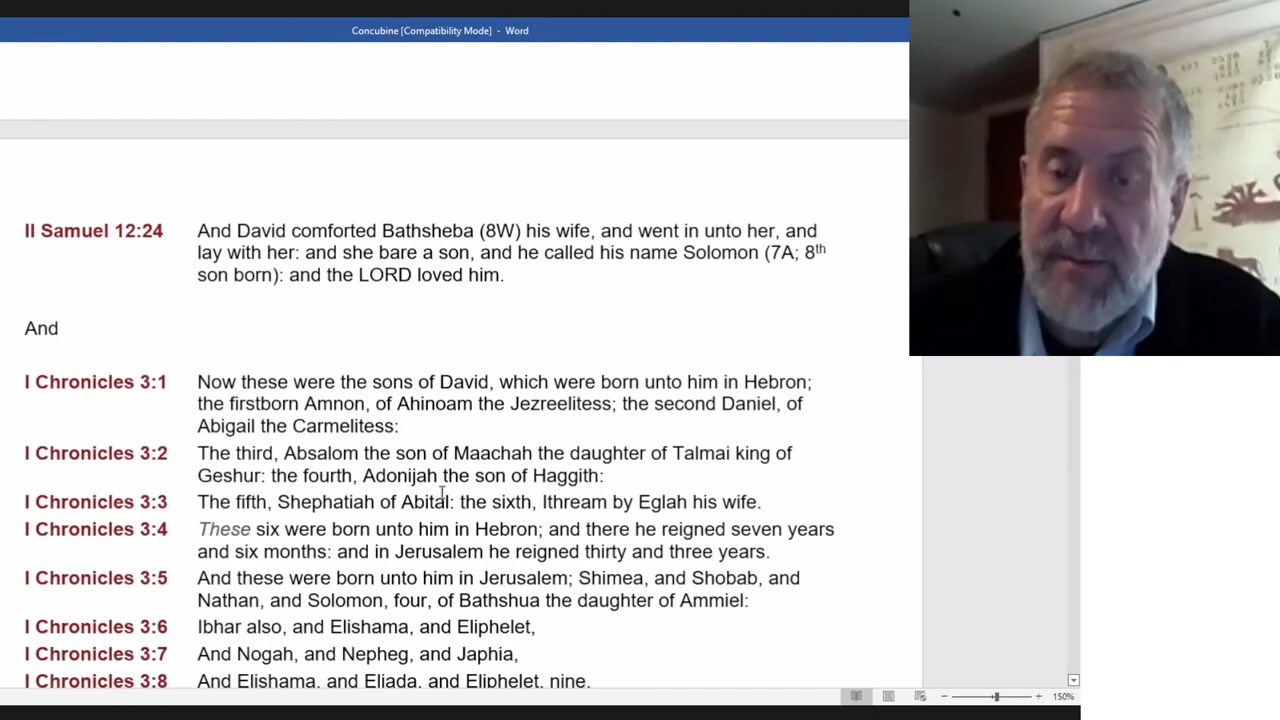 Concubine [Compatibility Mode] - Word
II Samuel 12:24 And David comforted Bathsheba (8W) his wife, and went in unto her, and
lay with her: and she bare a son, and he called his name Solomon (7A; 8th
son born): and the LORD loved him.
And
I Chronicles 3:1 Now these were the sons of David, which were born unto him in Hebron;
the firstborn Amnon, of Ahinoam the Jezreelitess; the second Daniel, of
Abigail the Carmelitess:
I Chronicles 3:2 The third, Absalom the son of Maachah the daughter of Talmai king of
Geshur: the fourth, Adonijah the son of Haggith:
I Chronicles 3:3 The fifth, Shephatiah of Abital: the sixth, Ithream by Eglah his wife.
I Chronicles 3:4 These six were born unto him in Hebron; and there he reigned seven years
and six months: and in Jerusalem he reigned thirty and three years.
I Chronicles 3:5 And these were born unto him in Jerusalem; Shimea, and Shobab, and
Nathan, and Solomon, four, of Bathshua the daughter of Ammiel:
I Chronicles 3:6 Ibhar also, and Elishama, and Eliphelet,
I Chronicles 3:7 And Nogah, and Nepheg, and Japhia,
I Chronicles 3:8 And Elishama, and Eliada, and Eliphelet, nine.
150%